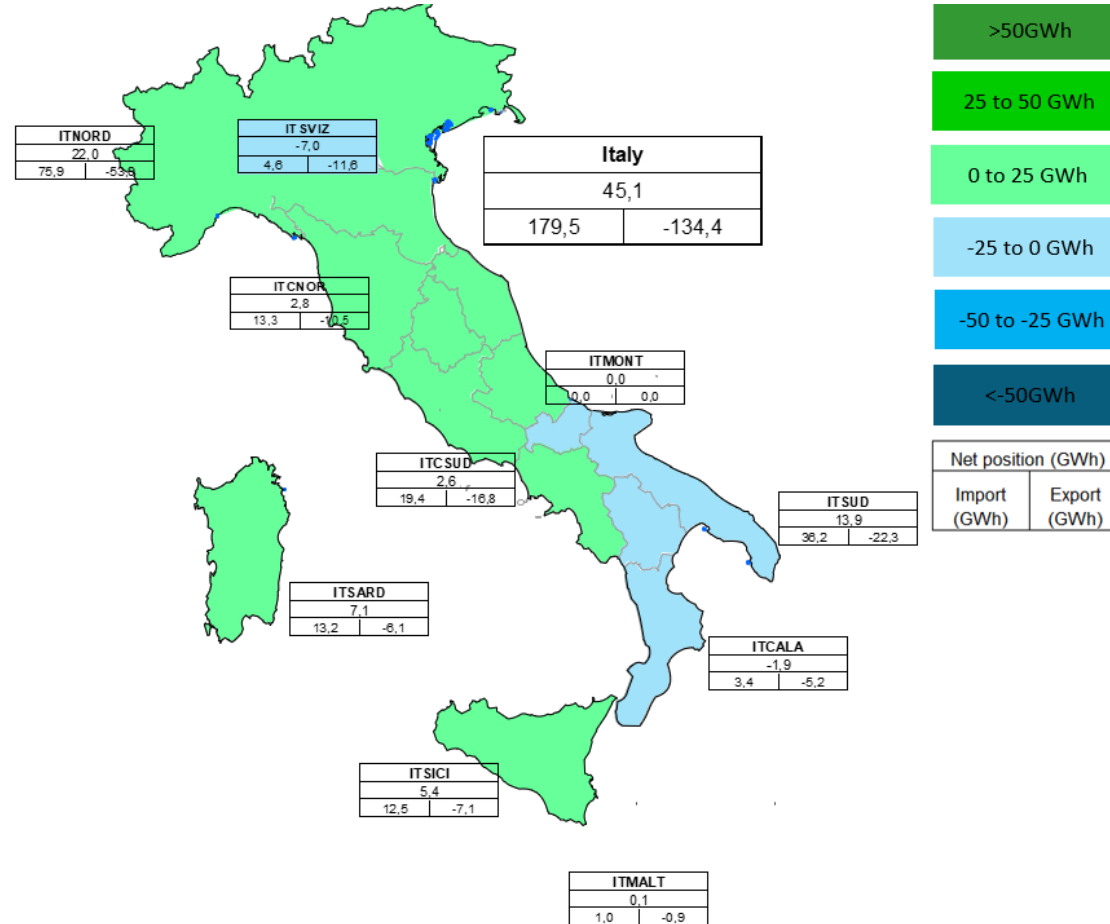 >50GWh
25 to 50 GWh
0 to 25 GWh
-25 to 0 GWh
-50 to -25 GWh
<-50GWh
Net position (GWh)
Import (GWh)
Export (GWh)
ITNORD
22,0
75,9 -53,9
ITSVIZ
-7,0
4,6 -11,6
Italy
45,1
179,5 -134,4
ITCNOR
2,8
13,3 -10,5
ITMONT
0,0
0,0 0,0
ITCSUD
2,6
19,4 -16,8
ITSUD
13,9
36,2 -22,3
ITSARD
7,1
13,2 -6,1
ITCALA
-1,9
3,4 -5,2
ITSICI
5,4
12,5 -7,1
ITMALT
0,1
1,0 -0,9